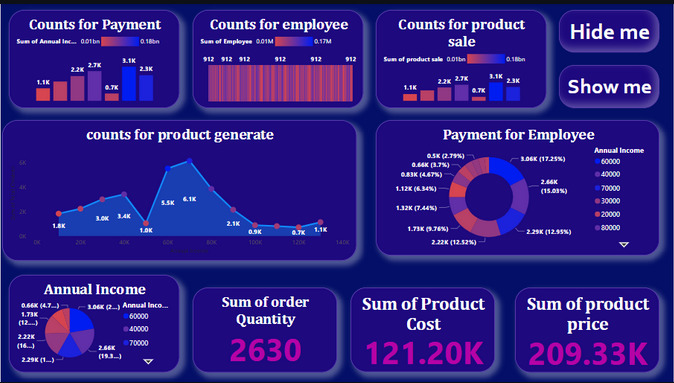 Counts for Payment
Sum of Annual Inc... 0.01bn 0.18bn
1.1K 2.2K 2.7K 0.7K 3.1K 2.3K
Counts for employee
Sum of Employee 0.01M 0.17M
912 912 912 912 912
Counts for product
sale
Sum of product sale 0.01bn 0.18bn
1.1K 2.2K 2.7K 0.7K 3.1K 2.3K
Hide me
Show me
counts for product generate
6K
4K
2K
0K
1.8K 3.0K 3.4K 1.0K 5.5K 6.1K 2.1K 0.9K 0.7K 1.1K
0K 20K 40K 60K 80K 100K 120K 140K
Payment for Employee
0.5K (2.79%)
0.66K (3.7%)
0.83K (4.67%)
1.12K (6.34%)
1.32K (7.44%)
1.73K (9.76%)
2.22K (12.52%)
3.06K (17.25%)
2.66K
(15.03%)
2.29K (12.95%)
Annual Income
60000
40000
70000
30000
20000
80000
Annual Income
0.66K (4.7...)
1.73K
(12....)
2.22K
(16...)
2.29K (1...)
3.06K (2...)
2.66K
(19.3...)
Annual Inco...
60000
40000
70000
Sum of order
Quantity
2630
Sum of Product
Cost
121.20K
Sum of product
price
209.33K